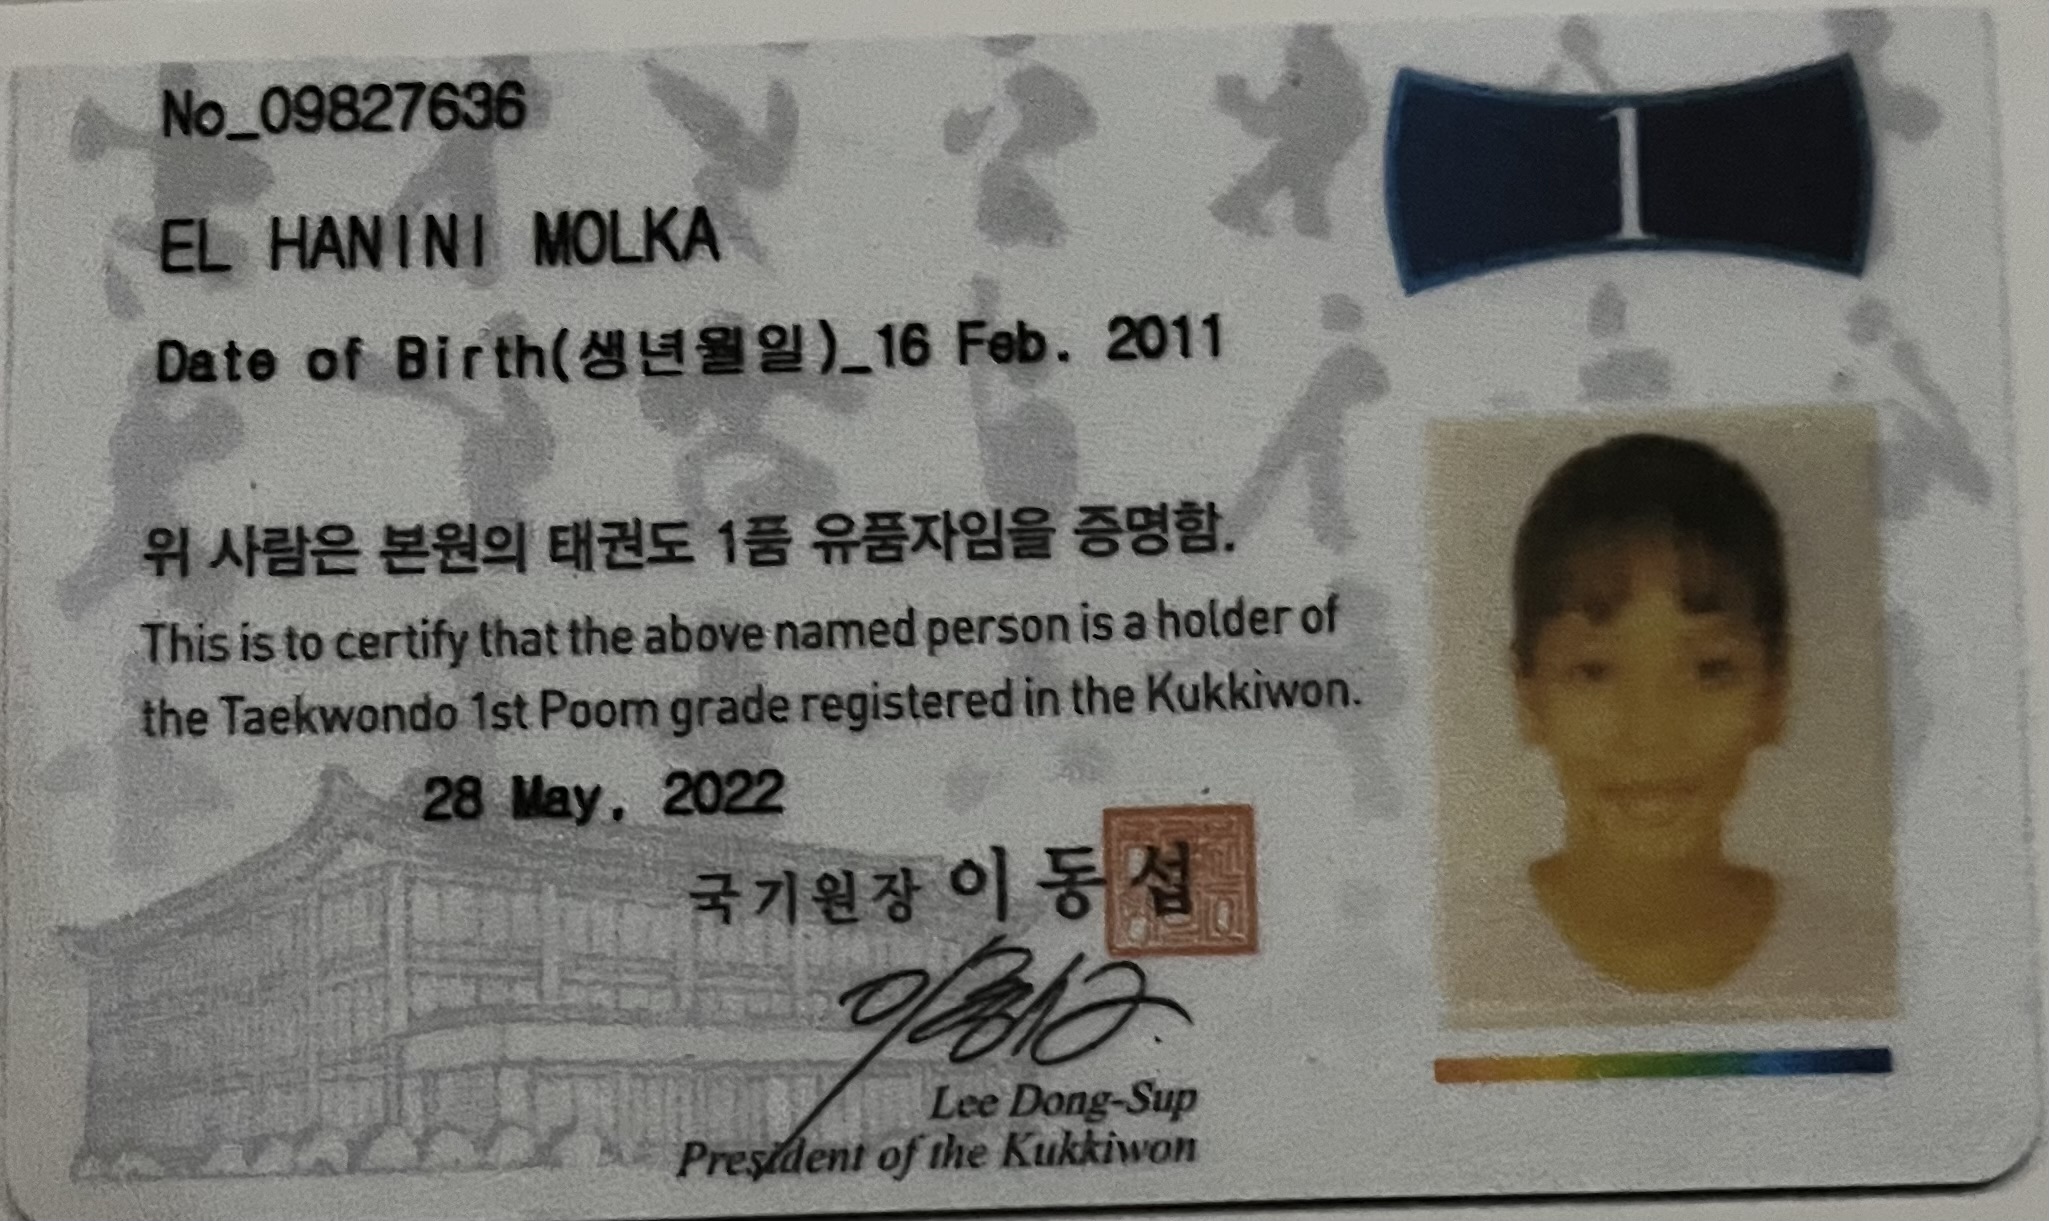 No_09827636
1
EL HANINI MOLKA
Date of Birth(생년월일)_16 Feb. 2011
위 사람은 본원의 태권도 1품 유품자임을 증명함.
This is to certify that the above named person is a holder of
the Taekwondo 1st Poom grade registered in the Kukkiwon.
28 May, 2022
국기원장 이동섭
Lee Dong-Sup
President of the Kukkiwon